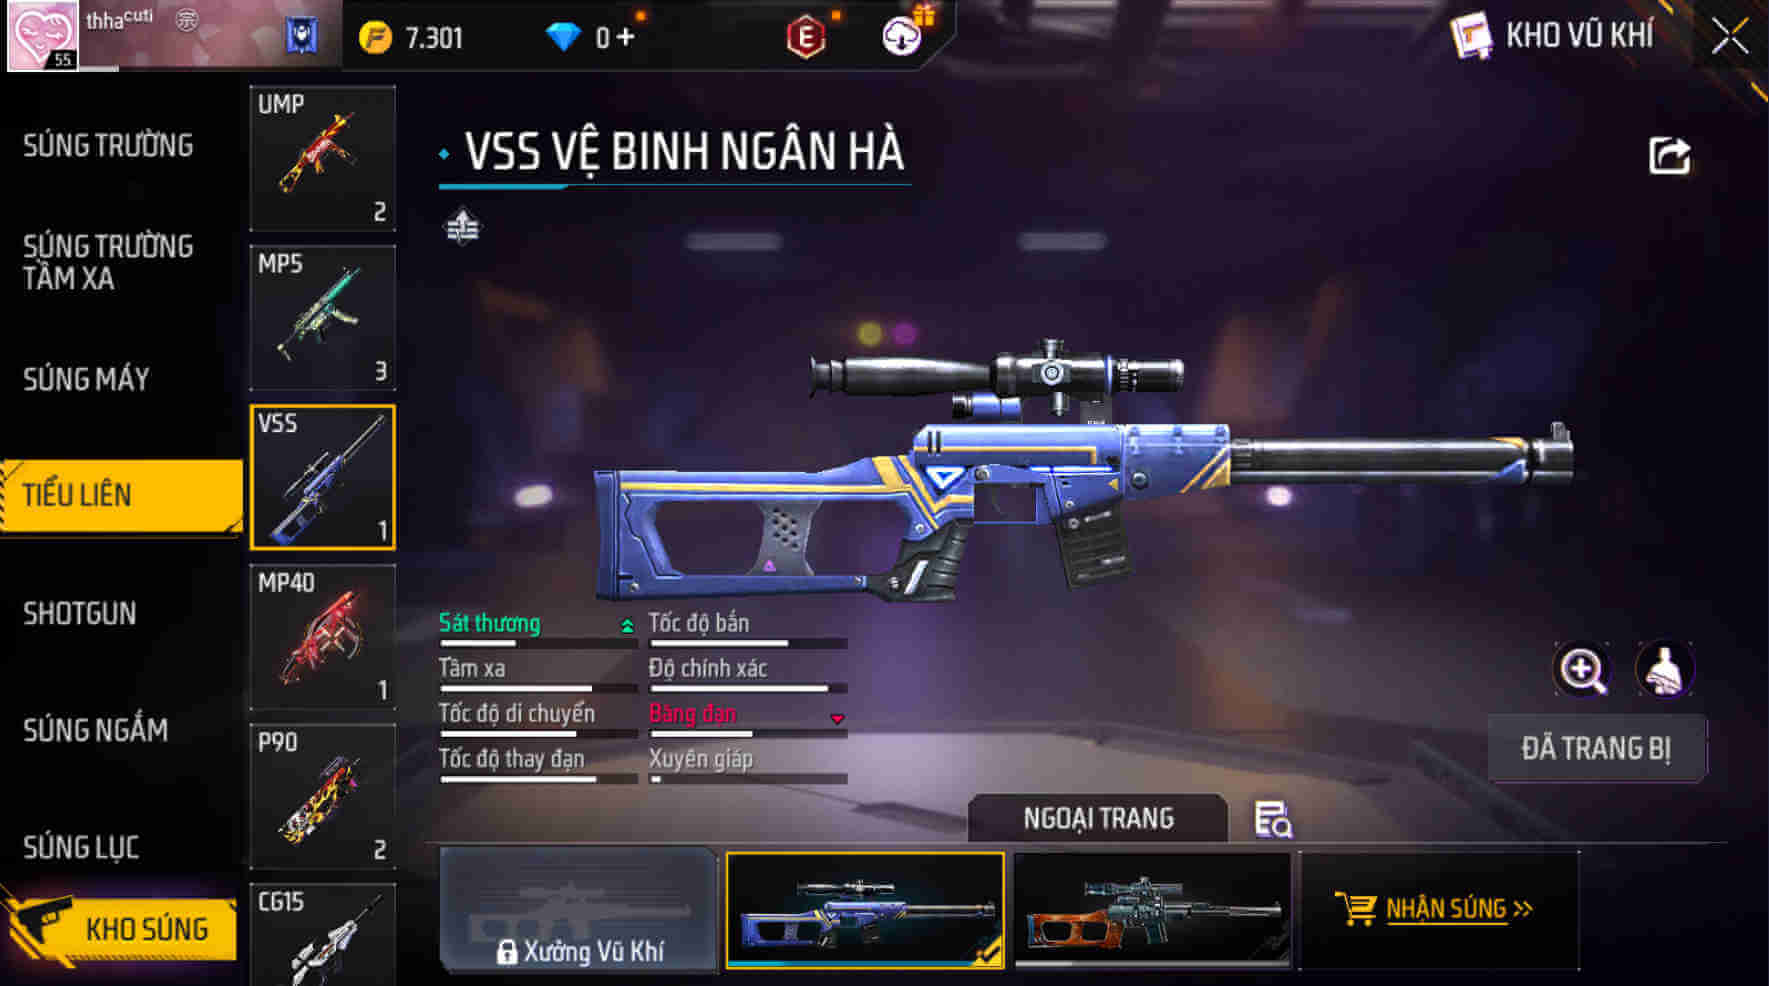 thhacuti
宗
55
F
7.301
0 +
E
KHO VŨ KHÍ
SÚNG TRƯỜNG
SÚNG TRƯỜNG
TẦM XA
SÚNG MÁY
TIỂU LIÊN
SHOTGUN
SÚNG NGẮM
SÚNG LỤC
KHO SÚNG
UMP
2
MP5
3
VSS
1
MP40
1
P90
2
CG15
VSS VỆ BINH NGÂN HÀ
Sát thương
Tốc độ bắn
Tầm xa
Độ chính xác
Tốc độ di chuyển
Băng đạn
Tốc độ thay đạn
Xuyên giáp
ĐÃ TRANG BỊ
NGOẠI TRANG
Xưởng Vũ Khí
NHẬN SÚNG >>